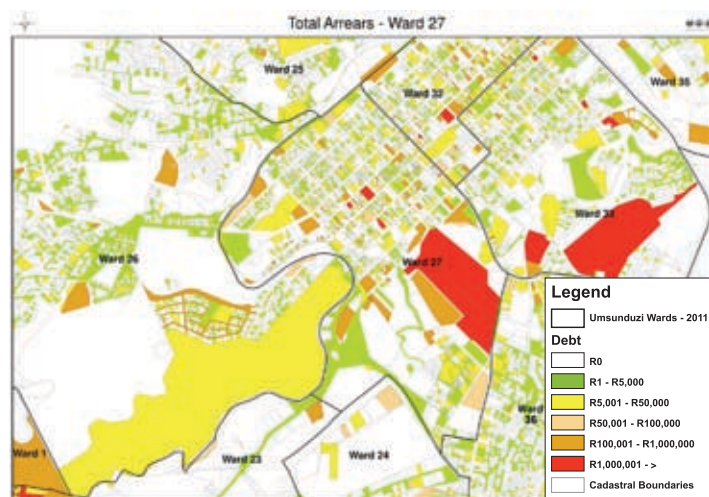 Total Arrears - Ward 27
Ward 25
Ward 32
Ward 35
Ward 33
Ward 26
Ward 27
Ward 1
Ward 23
Ward 24
Ward
36
Legend
Umsunduzi Wards - 2011
Debt
R0
R1 - R5,000
R5,001 - R50,000
R50,001 - R100,000
R100,001 - R1,000,000
R1,000,001 - >
Cadastral Boundaries